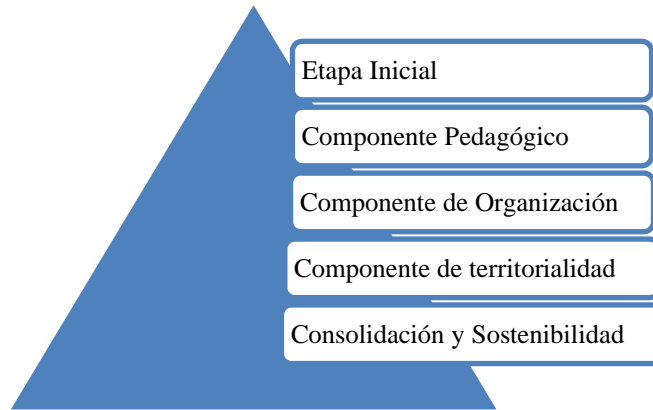 Etapa Inicial
Componente Pedagógico
Componente de Organización
Componente de territorialidad
Consolidación y Sostenibilidad